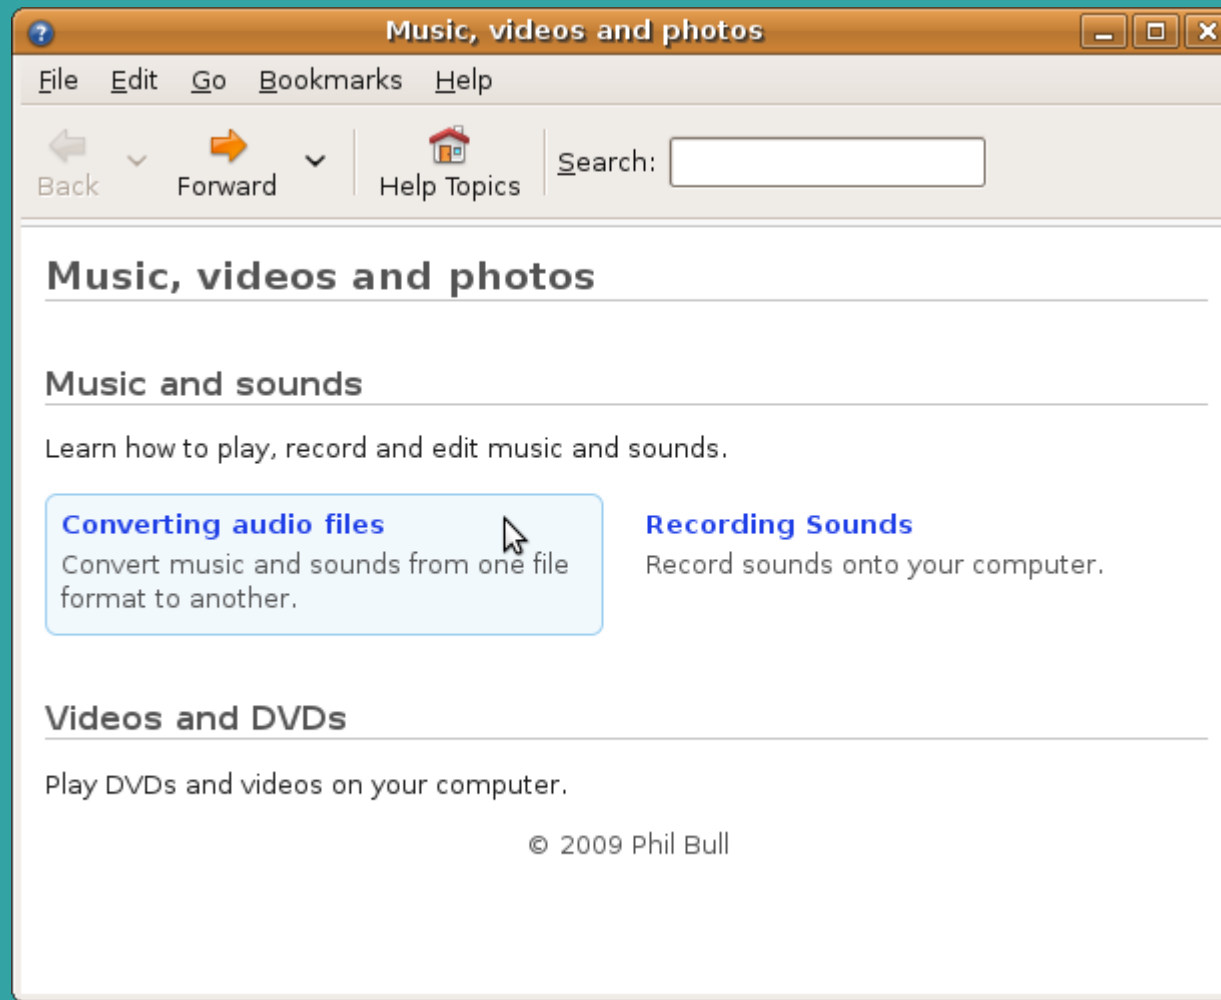 Music, videos and photos
File Edit Go Bookmarks Help
Back Forward Help Topics Search:
Music, videos and photos
Music and sounds
Learn how to play, record and edit music and sounds.
Converting audio files
Convert music and sounds from one file
format to another.
Recording Sounds
Record sounds onto your computer.
Videos and DVDs
Play DVDs and videos on your computer.
© 2009 Phil Bull